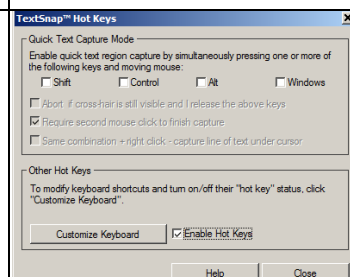 TextSnap™ Hot Keys
Quick Text Capture Mode
Enable quick text region capture by simultaneously pressing one or more of
the following keys and moving mouse:
Shift Control Alt Windows
Abort if cross-hair is still visible and I release the above keys
Require second mouse click to finish capture
Same combination + right click - capture line of text under cursor
Other Hot Keys
To modify keyboard shortcuts and turn on/off their "hot key" status, click
"Customize Keyboard".
Customize Keyboard Enable Hot Keys
Help Close